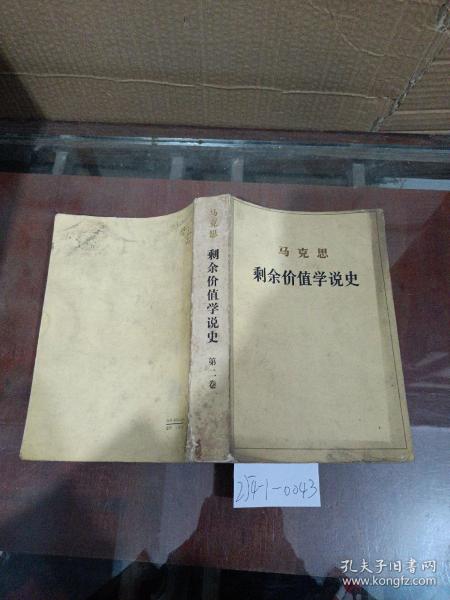 马克思
剩余价值学说史
第二卷
马克思
剩余价值学说史
254-1-0043
孔夫子旧书网
www.kongfz.com